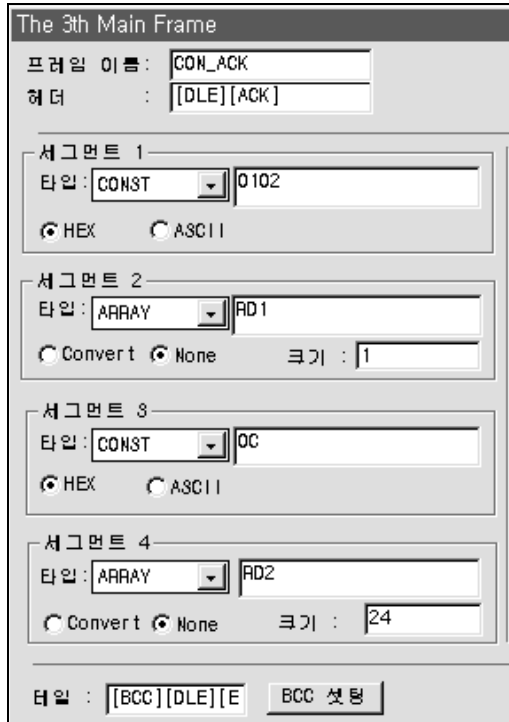 The 3th Main Frame
프레임 이름: CON_ACK
헤더 : [DLE][ACK]
세그먼트 1
타입: CONST 0102
HEX ASCII
세그먼트 2
타입: ARRAY RD1
Convert None 크기 : 1
세그먼트 3
타입: CONST 0C
HEX ASCII
세그먼트 4
타입: ARRAY RD2
Convert None 크기 : 24
테일 : [BCC][DLE][E BCC 셋팅